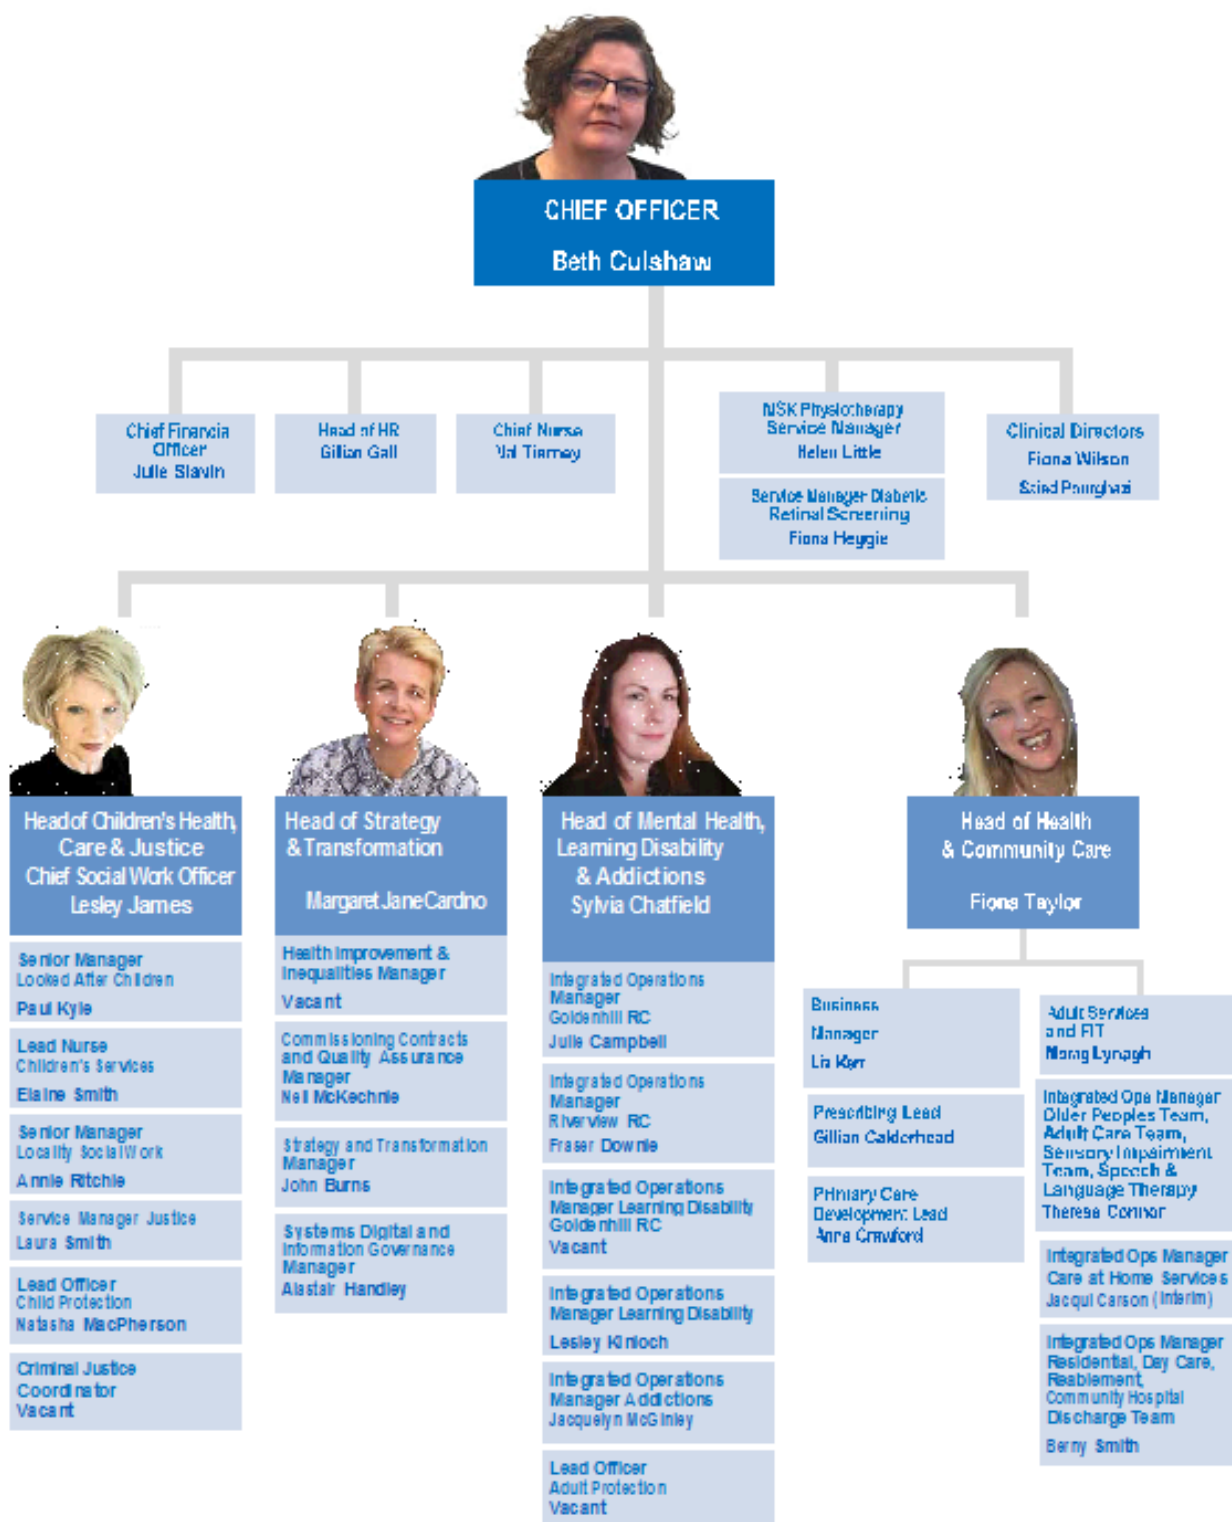 CHIEF OFFICER
Beth Culshaw
Chief Financia
Officer
Julie Slavin
Head of HR
Gillian Gall
Chief Nurse
Val Tierney
MSK Physiotherapy
Service Manager
Helen Little
Service Manager Diabetic
Retinal Screening
Fiona Heggie
Clinical Directors
Fiona Wilson
Saied Pourghazi
Head of Children's Health,
Care & Justice
Chief Social Work Officer
Lesley James
Senior Manager
Looked After Children
Paul Kyle
Lead Nurse
Children's Services
Elaine Smith
Senior Manager
Locality Social Work
Annie Ritchie
Service Manager Justice
Laura Smith
Lead Officer
Child Protection
Natasha MacPherson
Criminal Justice
Coordinator
Vacant
Head of Strategy
& Transformation
Margaret Jane Cardno
Health Improvement &
Inequalities Manager
Vacant
Commissioning Contracts
and Quality Assurance
Manager
Neil McKechnie
Strategy and Transformation
Manager
John Burns
Systems Digital and
Information Governance
Manager
Alastair Handley
Head of Mental Health,
Learning Disability
& Addictions
Sylvia Chatfield
Integrated Operations
Manager
Goldenhill RC
Julie Campbell
Integrated Operations
Manager
Riverview RC
Fraser Downie
Integrated Operations
Manager Learning Disability
Goldenhill RC
Vacant
Integrated Operations
Manager Learning Disability
Lesley Kinloch
Integrated Operations
Manager Addictions
Jacquelyn McGinley
Lead Officer
Adult Protection
Vacant
Head of Health
& Community Care
Fiona Taylor
Business
Manager
Liz Kerr
Prescribing Lead
Gillian Calderhead
Primary Care
Development Lead
Anna Crawford
Adult Services
and FIT
Morag Lynagh
Integrated Ops Manager
Older Peoples Team,
Adult Care Team,
Sensory Impairment
Team, Speech &
Language Therapy
Therese Connor
Integrated Ops Manager
Care at Home Services
Jacqui Carson (Interim)
Integrated Ops Manager
Residential, Day Care,
Reablement,
Community Hospital
Discharge Team
Berny Smith